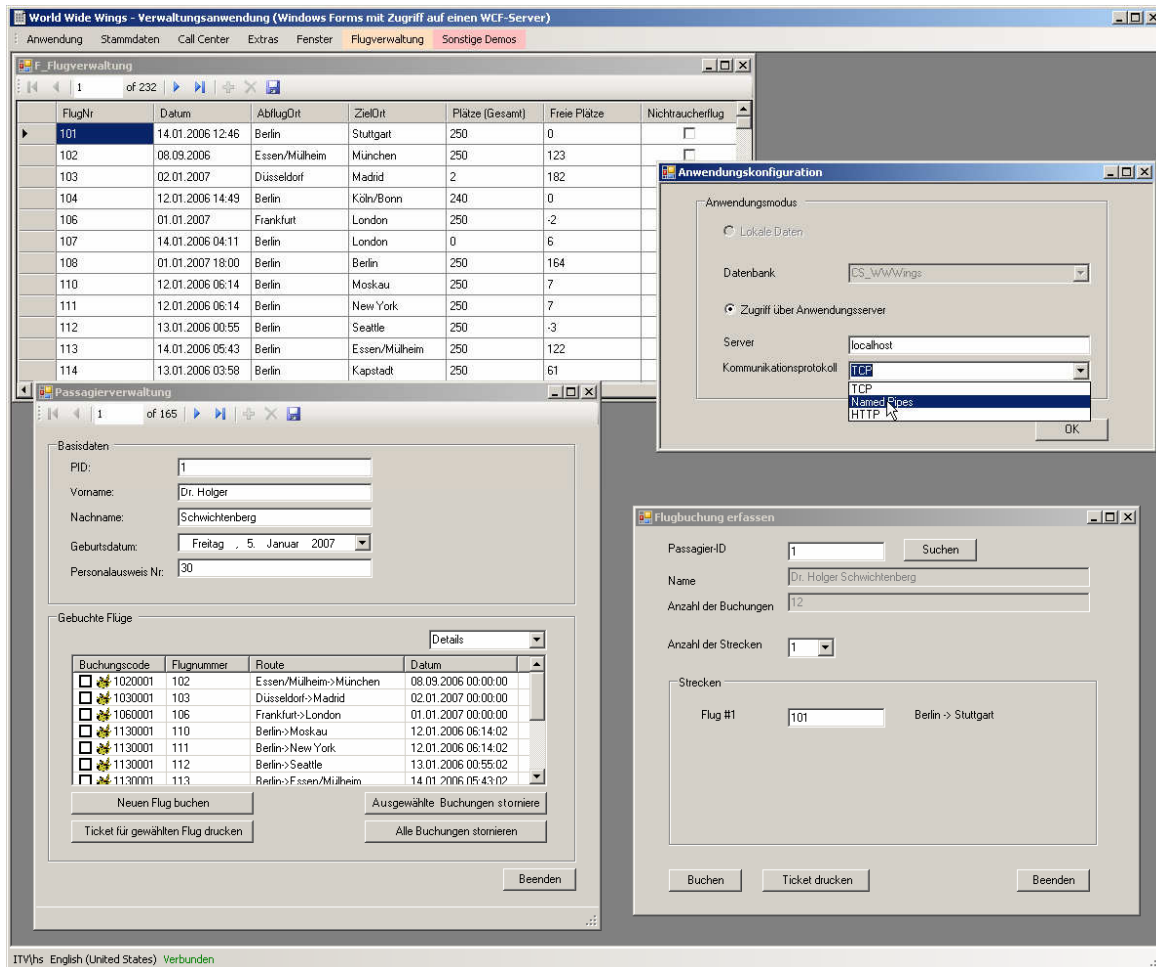 World Wide Wings - Verwaltungsanwendung (Windows Forms mit Zugriff auf einen WCF-Server)
Anwendung Stammdaten Call Center Extras Fenster Flugverwaltung Sonstige Demos
F_Flugverwaltung
1 of 232
FlugNr Datum AbflugOrt ZielOrt Plätze (Gesamt) Freie Plätze Nichtraucherflug
101 14.01.2006 12:46 Berlin Stuttgart 250 0
102 08.09.2006 Essen/Mülheim München 250 123
103 02.01.2007 Düsseldorf Madrid 2 182
104 12.01.2006 14:49 Berlin Köln/Bonn 240 0
106 01.01.2007 Frankfurt London 250 -2
107 14.01.2006 04:11 Berlin London 0 6
108 01.01.2007 18:00 Berlin Berlin 250 164
110 12.01.2006 06:14 Berlin Moskau 250 7
111 12.01.2006 06:14 Berlin New York 250 7
112 13.01.2006 00:55 Berlin Seattle 250 -3
113 14.01.2006 05:43 Berlin Essen/Mülheim 250 122
114 13.01.2006 03:58 Berlin Kapstadt 250 61
Anwendungskonfiguration
Anwendungsmodus
Lokale Daten
Datenbank CS_WWWings
Zugriff über Anwendungsserver
Server localhost
Kommunikationsprotokoll TCP
TCP
Named Pipes
HTTP
OK
Passagierverwaltung
1 of 165
Basisdaten
PID: 1
Vorname: Dr. Holger
Nachname: Schwichtenberg
Geburtsdatum: Freitag , 5. Januar 2007
Personalausweis Nr: 30
Gebuchte Flüge
Details
Buchungscode Flugnummer Route Datum
1020001 102 Essen/Mülheim->München 08.09.2006 00:00:00
1030001 103 Düsseldorf->Madrid 02.01.2007 00:00:00
1060001 106 Frankfurt->London 01.01.2007 00:00:00
1130001 110 Berlin->Moskau 12.01.2006 06:14:02
1130001 111 Berlin->New York 12.01.2006 06:14:02
1130001 112 Berlin->Seattle 13.01.2006 00:55:02
1130001 113 Berlin->Essen/Mülheim 14.01.2006 05:43:02
Neuen Flug buchen Ausgewählte Buchungen storniere
Ticket für gewählten Flug drucken Alle Buchungen stornieren
Beenden
Flugbuchung erfassen
Passagier-ID 1 Suchen
Name Dr. Holger Schwichtenberg
Anzahl der Buchungen 12
Anzahl der Strecken 1
Strecken
Flug #1 101 Berlin -> Stuttgart
Buchen Ticket drucken Beenden
ITV\hs English (United States) Verbunden